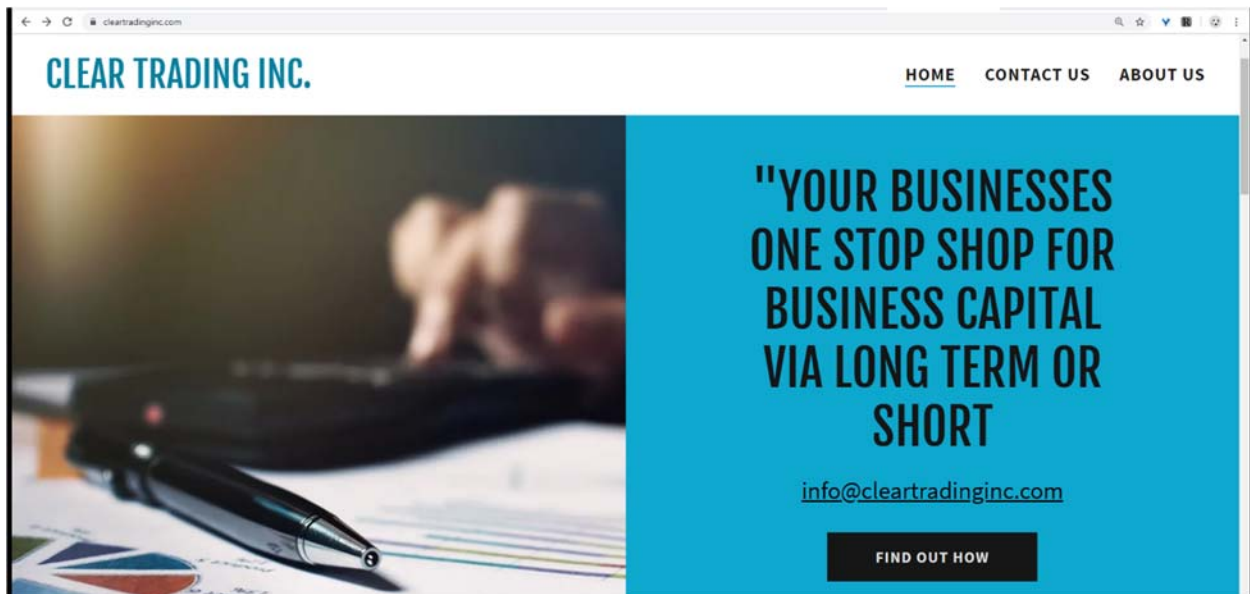 cleartradinginc.com
CLEAR TRADING INC.
HOME CONTACT US ABOUT US
"YOUR BUSINESSES
ONE STOP SHOP FOR
BUSINESS CAPITAL
VIA LONG TERM OR
SHORT
info@cleartradinginc.com
FIND OUT HOW